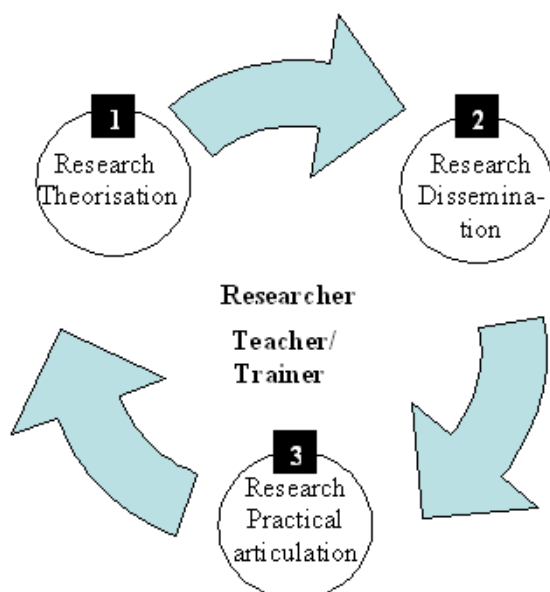 1
Research
Theorisation
2
Research
Dissemina-
tion
Researcher
Teacher/
Trainer
3
Research
Practical
articulation